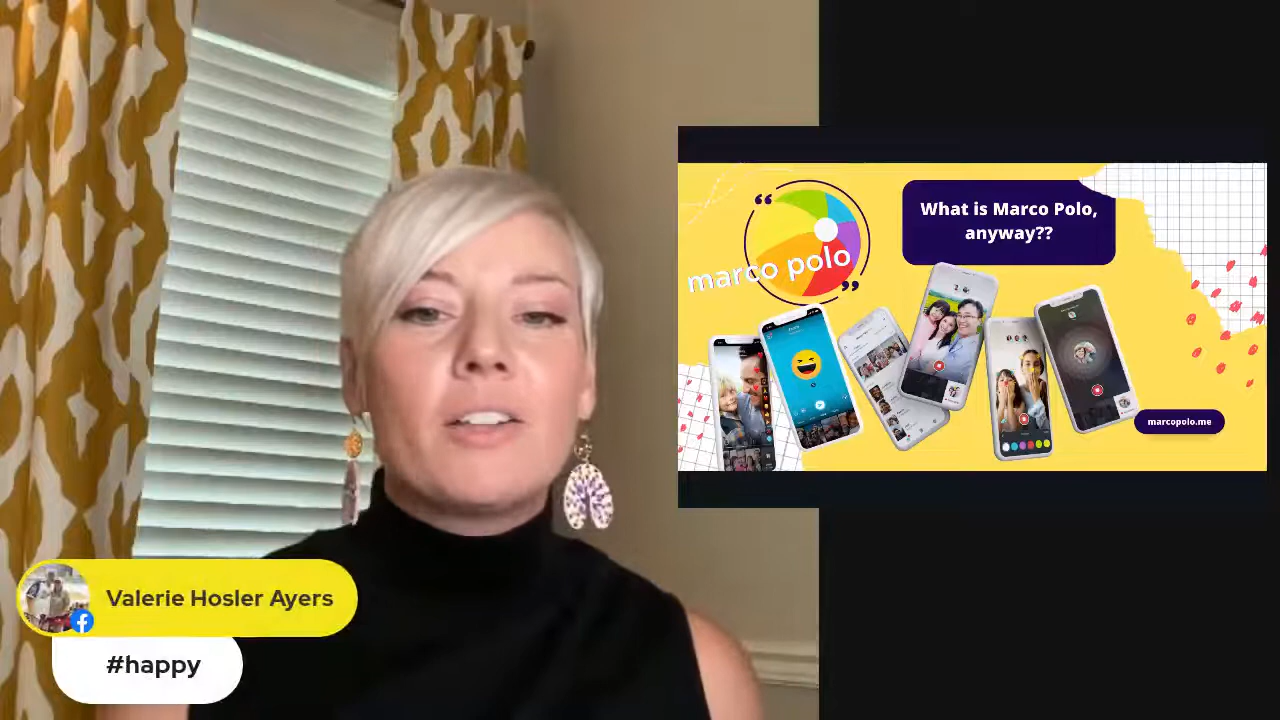 What is Marco Polo,
anyway??
marco polo
marcopolo.me
Valerie Hosler Ayers
#happy